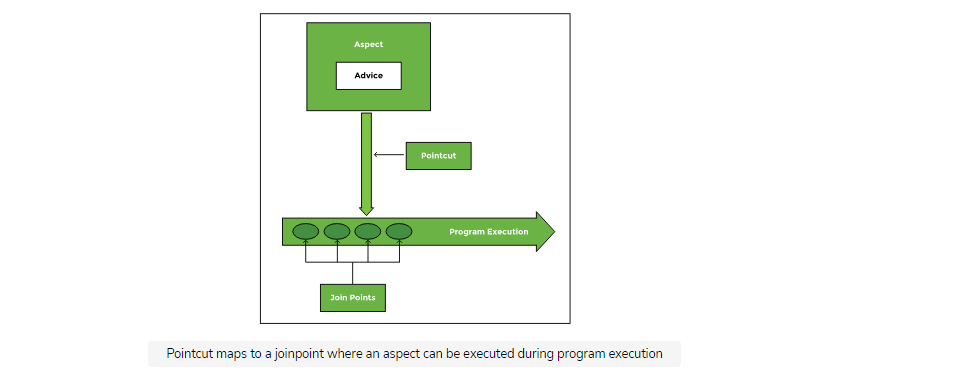 Aspect
Advice
Pointcut
Program Execution
Join Points
Pointcut maps to a joinpoint where an aspect can be executed during program execution